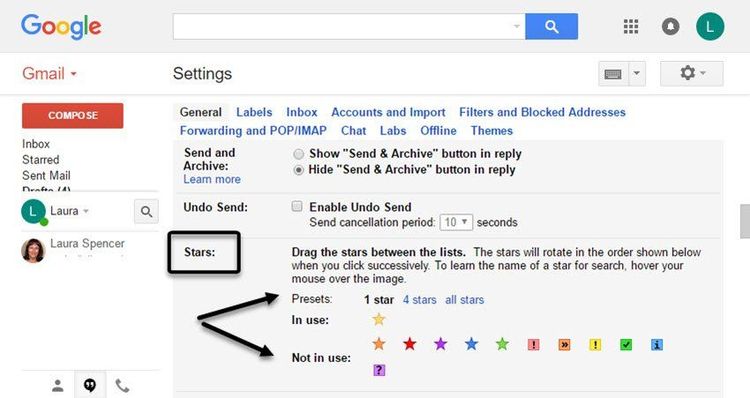 Google
L
Gmail
Settings
COMPOSE
General Labels Inbox Accounts and Import Filters and Blocked Addresses
Forwarding and POP/IMAP Chat Labs Offline Themes
Inbox
Starred
Sent Mail
Drafts (4)
Send and Archive:
Learn more
Show "Send & Archive" button in reply
Hide "Send & Archive" button in reply
L Laura
Laura Spencer
Undo Send:
Enable Undo Send
Send cancellation period: 10 seconds
Stars:
Drag the stars between the lists. The stars will rotate in the order shown below
when you click successively. To learn the name of a star for search, hover your
mouse over the image.
Presets: 1 star 4 stars all stars
In use:
Not in use:
! » ! i
?